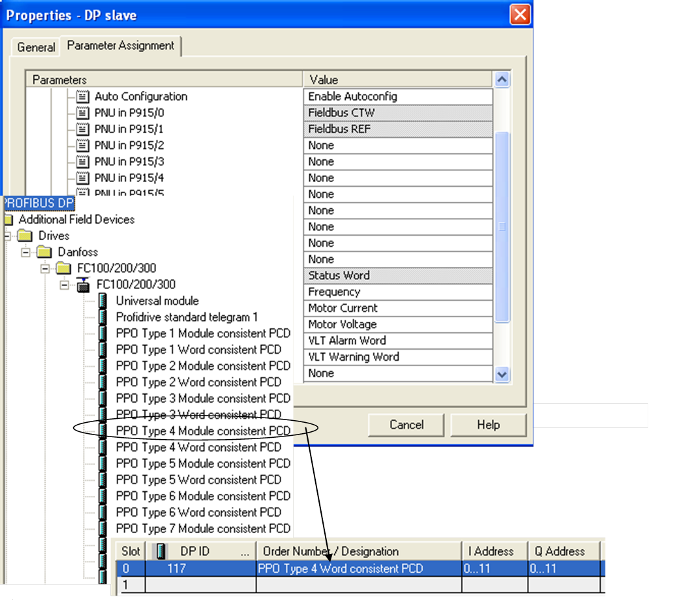 Properties - DP slave
General Parameter Assignment
Parameters Value
Auto Configuration Enable Autoconfig
PNU in P915/0 Fieldbus CTW
PNU in P915/1 Fieldbus REF
PNU in P915/2 None
PNU in P915/3 None
PNU in P915/4 None
PNU in P915/5 None
None
None
None
None
Status Word
Frequency
Motor Current
Motor Voltage
VLT Alarm Word
VLT Warning Word
None
Cancel Help
PROFIBUS DP
Additional Field Devices
Drives
Danfoss
FC100/200/300
FC100/200/300
Universal module
Profidrive standard telegram 1
PPO Type 1 Module consistent PCD
PPO Type 1 Word consistent PCD
PPO Type 2 Module consistent PCD
PPO Type 2 Word consistent PCD
PPO Type 3 Module consistent PCD
PPO Type 3 Word consistent PCD
PPO Type 4 Module consistent PCD
PPO Type 4 Word consistent PCD
PPO Type 5 Module consistent PCD
PPO Type 5 Word consistent PCD
PPO Type 6 Module consistent PCD
PPO Type 6 Word consistent PCD
PPO Type 7 Module consistent PCD
Slot DP ID ... Order Number / Designation I Address Q Address
0 117 PPO Type 4 Word consistent PCD 0...11 0...11
1